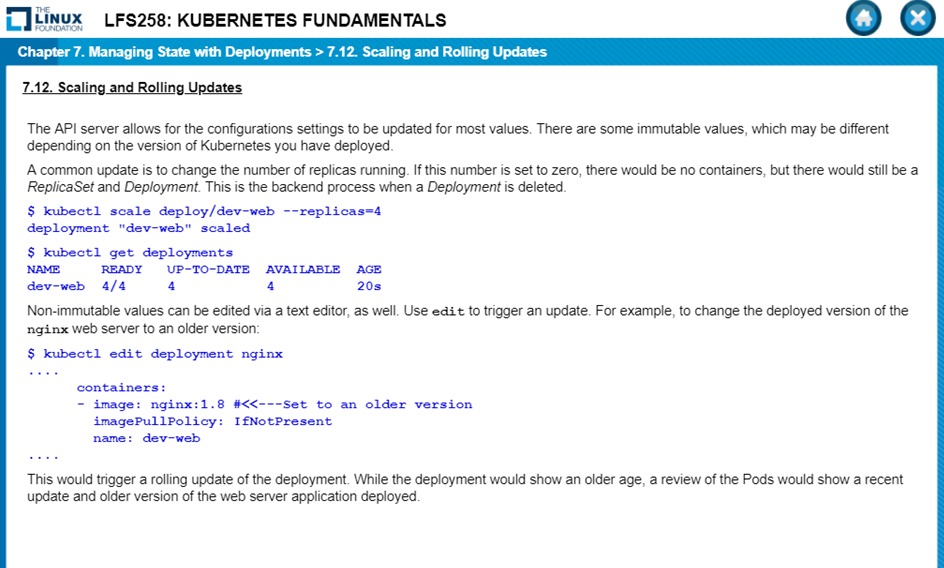 THE
LINUX
FOUNDATION
LFS258: KUBERNETES FUNDAMENTALS
Chapter 7. Managing State with Deployments > 7.12. Scaling and Rolling Updates
7.12. Scaling and Rolling Updates
The API server allows for the configurations settings to be updated for most values. There are some immutable values, which may be different
depending on the version of Kubernetes you have deployed.
A common update is to change the number of replicas running. If this number is set to zero, there would be no containers, but there would still be a
ReplicaSet and Deployment. This is the backend process when a Deployment is deleted.
$ kubectl scale deploy/dev-web --replicas=4
deployment "dev-web" scaled
$ kubectl get deployments
NAME READY UP-TO-DATE AVAILABLE AGE
dev-web 4/4 4 4 20s
Non-immutable values can be edited via a text editor, as well. Use edit to trigger an update. For example, to change the deployed version of the
nginx web server to an older version:
$ kubectl edit deployment nginx
....
containers:
- image: nginx:1.8 #<<---Set to an older version
imagePullPolicy: IfNotPresent
name: dev-web
....
This would trigger a rolling update of the deployment. While the deployment would show an older age, a review of the Pods would show a recent
update and older version of the web server application deployed.